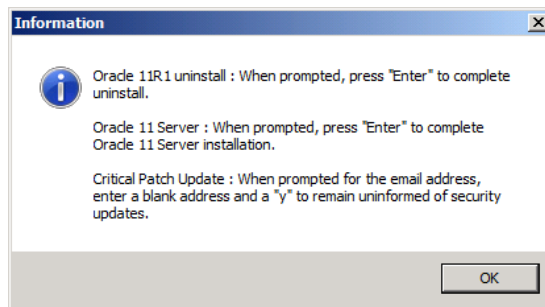 Information
Oracle 11R1 uninstall : When prompted, press "Enter" to complete
uninstall.
Oracle 11 Server : When prompted, press "Enter" to complete
Oracle 11 Server installation.
Critical Patch Update : When prompted for the email address,
enter a blank address and a "y" to remain uninformed of security
updates.
OK